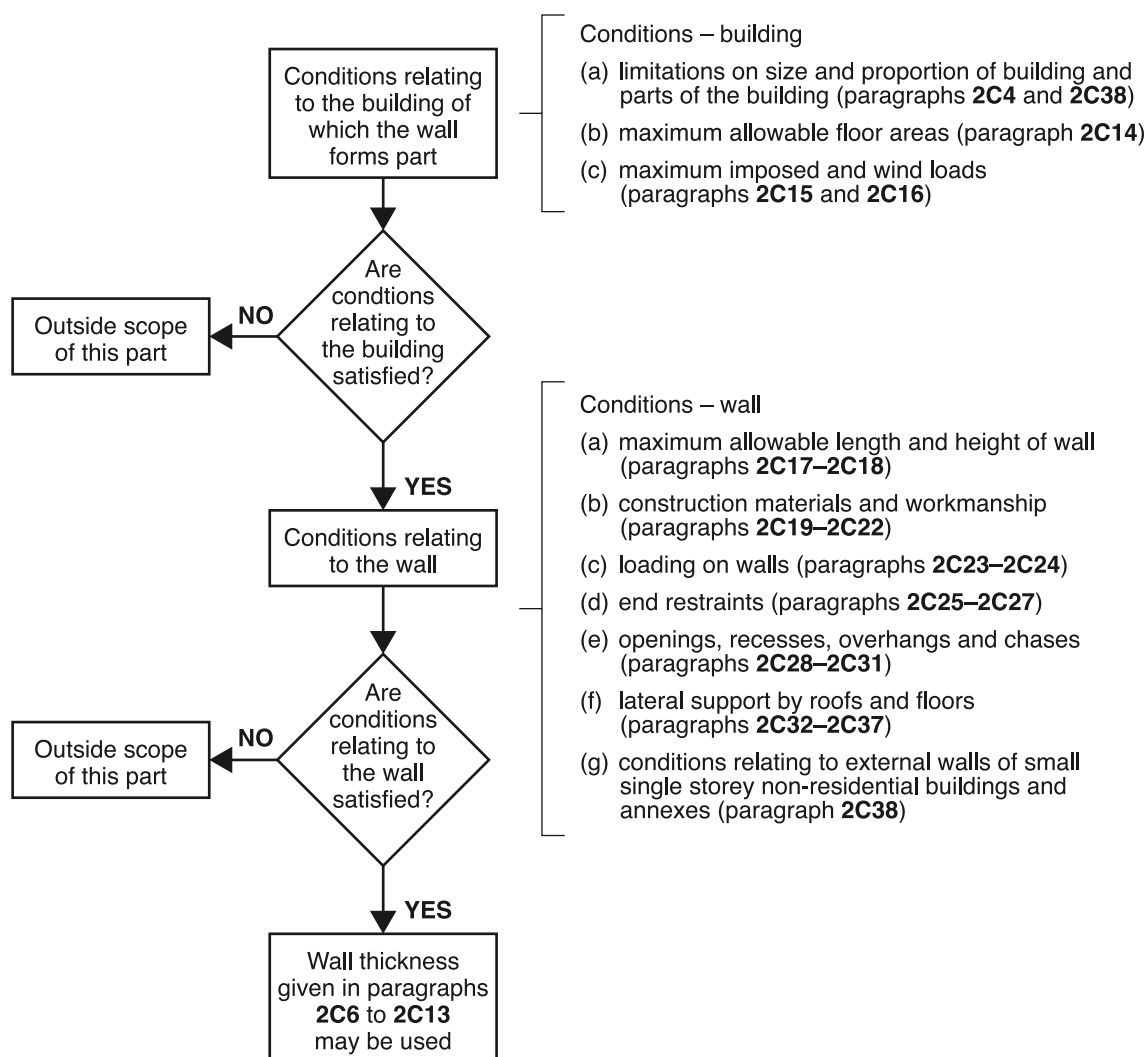 Conditions relating
to the building of
which the wall
forms part
Conditions – building
(a) limitations on size and proportion of building and
parts of the building (paragraphs 2C4 and 2C38)
(b) maximum allowable floor areas (paragraph 2C14)
(c) maximum imposed and wind loads
(paragraphs 2C15 and 2C16)
Are
condtions
relating to
the building
satisfied?
NO
Outside scope
of this part
YES
Conditions relating
to the wall
Conditions – wall
(a) maximum allowable length and height of wall
(paragraphs 2C17–2C18)
(b) construction materials and workmanship
(paragraphs 2C19–2C22)
(c) loading on walls (paragraphs 2C23–2C24)
(d) end restraints (paragraphs 2C25–2C27)
(e) openings, recesses, overhangs and chases
(paragraphs 2C28–2C31)
(f) lateral support by roofs and floors
(paragraphs 2C32–2C37)
(g) conditions relating to external walls of small
single storey non-residential buildings and
annexes (paragraph 2C38)
Are
conditions
relating to
the wall
satisfied?
NO
Outside scope
of this part
YES
Wall thickness
given in paragraphs
2C6 to 2C13
may be used